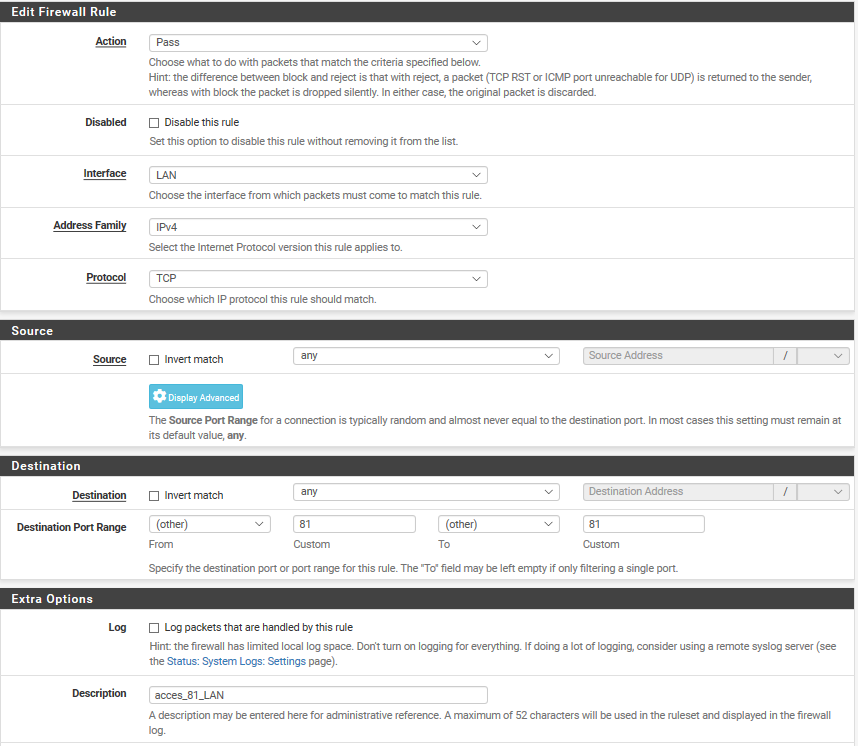 Edit Firewall Rule
Action
Pass
Choose what to do with packets that match the criteria specified below.
Hint: the difference between block and reject is that with reject, a packet (TCP RST or ICMP port unreachable for UDP) is returned to the sender,
whereas with block the packet is dropped silently. In either case, the original packet is discarded.
Disabled
Disable this rule
Set this option to disable this rule without removing it from the list.
Interface
LAN
Choose the interface from which packets must come to match this rule.
Address Family
IPv4
Select the Internet Protocol version this rule applies to.
Protocol
TCP
Choose which IP protocol this rule should match.
Source
Source
Invert match
any
Source Address
/
Display Advanced
The Source Port Range for a connection is typically random and almost never equal to the destination port. In most cases this setting must remain at
its default value, any.
Destination
Destination
Invert match
any
Destination Address
/
Destination Port Range
(other)
81
(other)
81
From
Custom
To
Custom
Specify the destination port or port range for this rule. The "To" field may be left empty if only filtering a single port.
Extra Options
Log
Log packets that are handled by this rule
Hint: the firewall has limited local log space. Don't turn on logging for everything. If doing a lot of logging, consider using a remote syslog server (see
the Status: System Logs: Settings page).
Description
acces_81_LAN
A description may be entered here for administrative reference. A maximum of 52 characters will be used in the ruleset and displayed in the firewall
log.